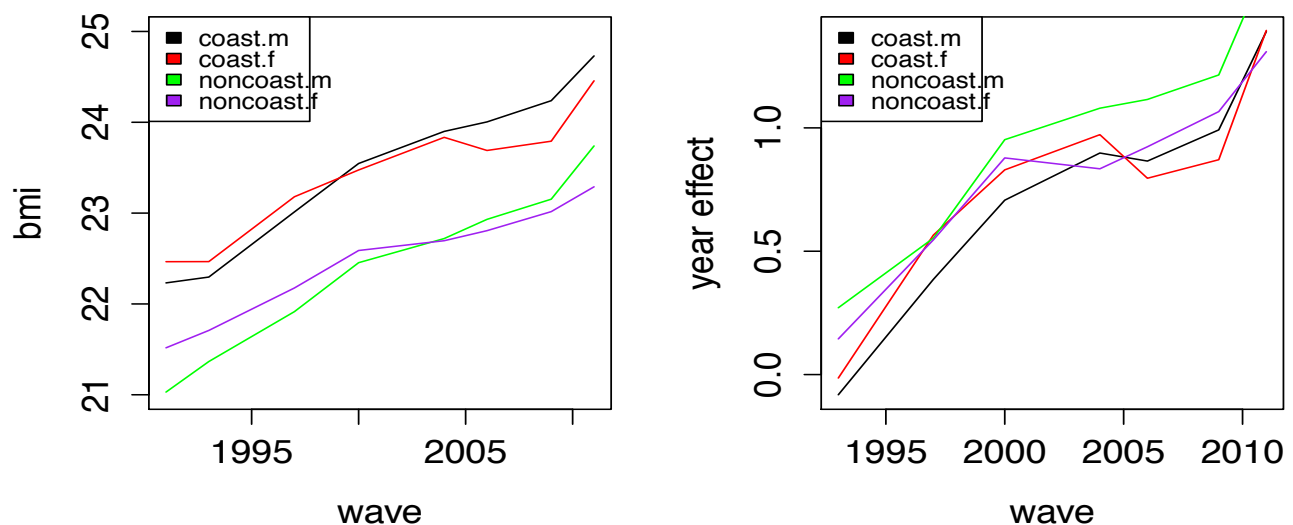 coast.m
coast.f
noncoast.m
noncoast.f
bmi
25
24
23
22
21
1995
2005
wave
coast.m
coast.f
noncoast.m
noncoast.f
year effect
1.0
0.5
0.0
1995
2000
2005
2010
wave